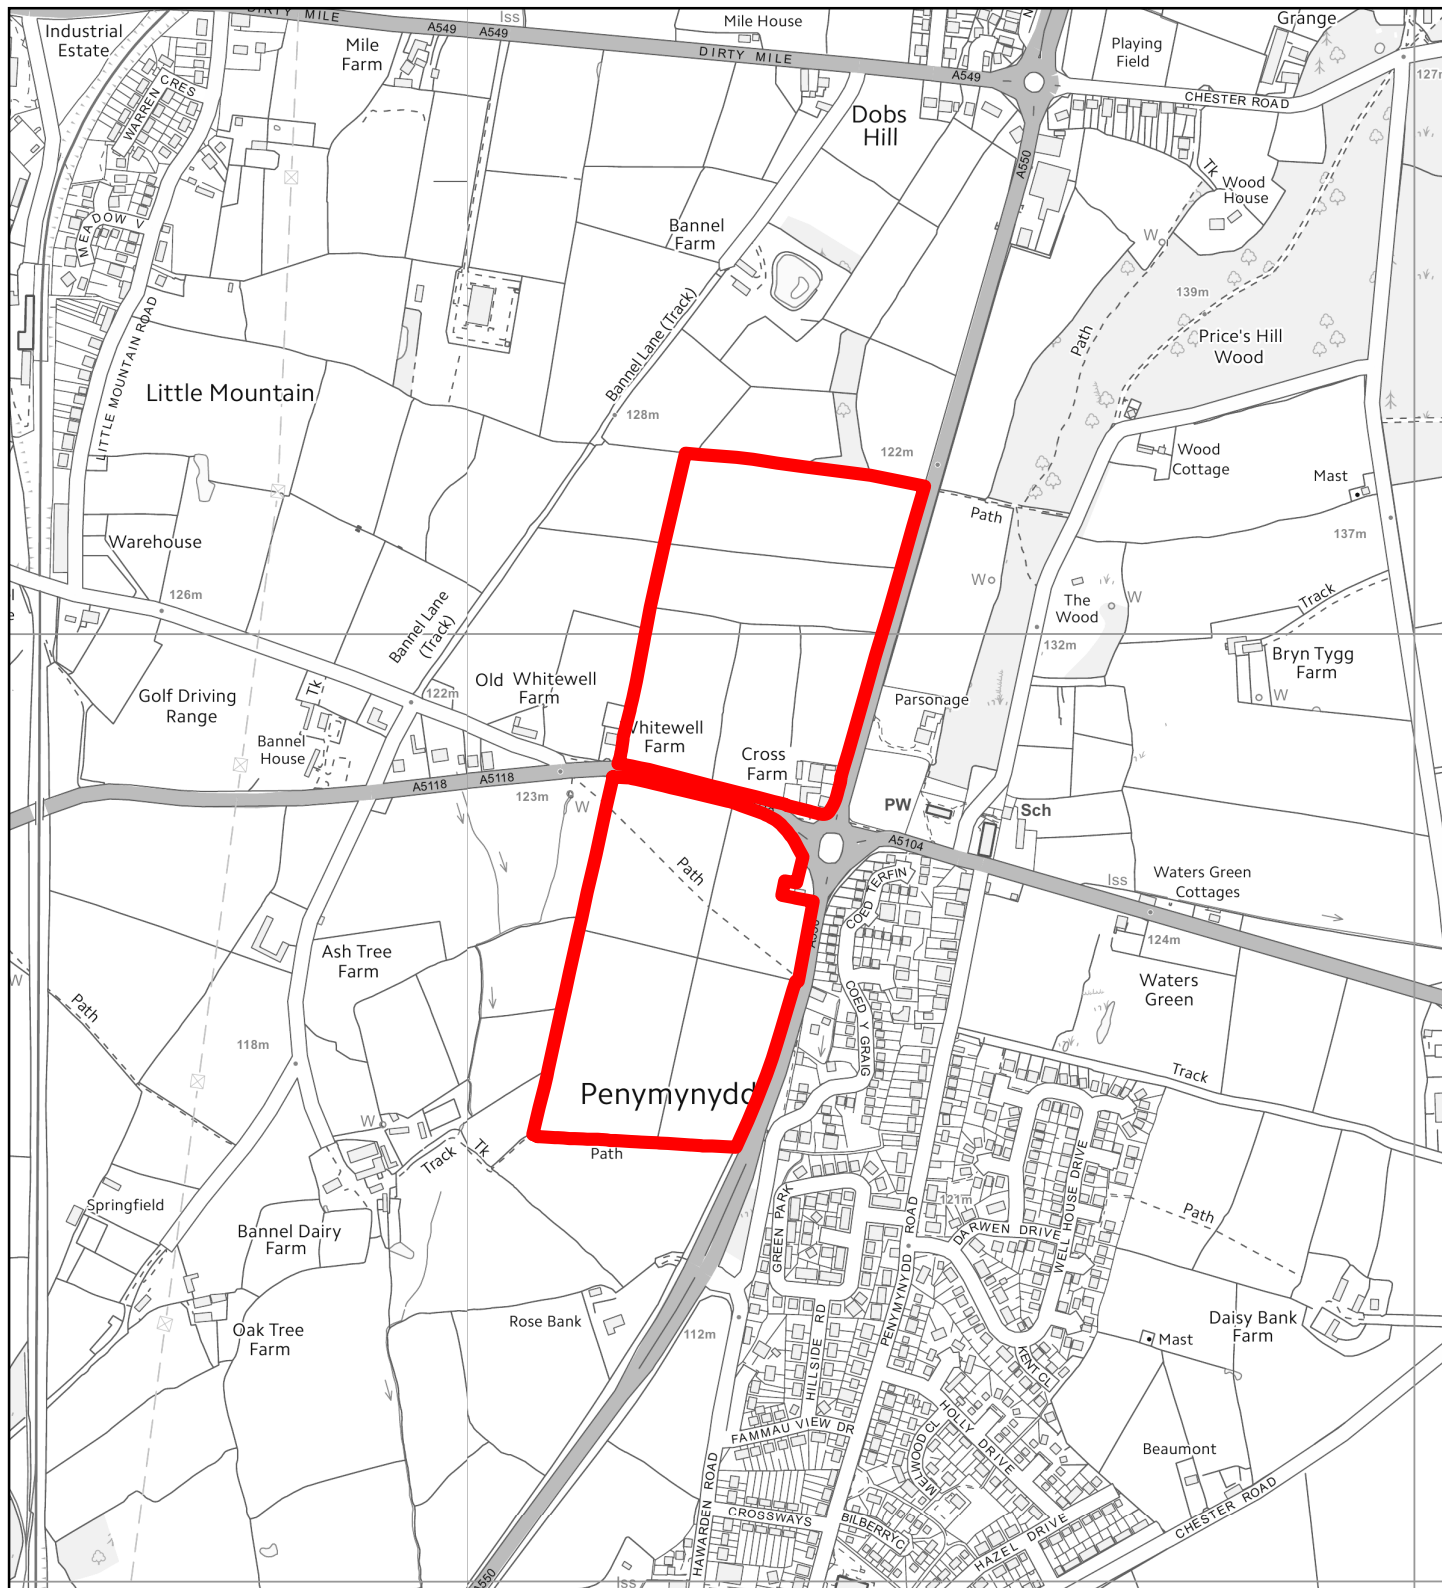 DIRTY MILE
A549
A549
Iss
Mile House
Grange
Industrial
Estate
Mile
Farm
DIRTY MILE
A549
Playing
Field
127m
CHESTER ROAD
WARREN CRES
Dobs
Hill
A550
Tk
Wood
House
MEADOW V
Bannel
Farm
W
139m
LITTLE MOUNTAIN ROAD
Bannel Lane (Track)
Path
Price's Hill
Wood
Little Mountain
128m
122m
Wood
Cottage
Mast
Path
137m
Warehouse
126m
W
The
Wood
W
Track
Bannel Lane
(Track)
132m
Bryn Tygg
Farm
W
Golf Driving
Range
Tk
122m
Old Whitewell
Farm
Parsonage
Whitewell
Farm
Bannel
House
Cross
Farm
A5118
A5118
123m
W
PW
Sch
A5104
Path
COED TERFIN
Iss
Waters Green
Cottages
A550
124m
Ash Tree
Farm
W
Waters
Green
Path
COED Y GRAIG
118m
Track
Penymynydd
W
Track
Tk
Path
Springfield
GREEN PARK
121m
Path
Bannel Dairy
Farm
DARWEN DRIVE
WELL HOUSE DRIVE
PENYMYNYDD ROAD
Rose Bank
112m
Oak Tree
Farm
HILLSIDE RD
Daisy Bank
Farm
Mast
KENT CL
FAMMAU VIEW DR
HOLLY DRIVE
MELWOOD CL
Beaumont
HAWARDEN ROAD
CROSSWAYS
BILBERRY C
HAZEL DRIVE
CHESTER ROAD
A550
Iss